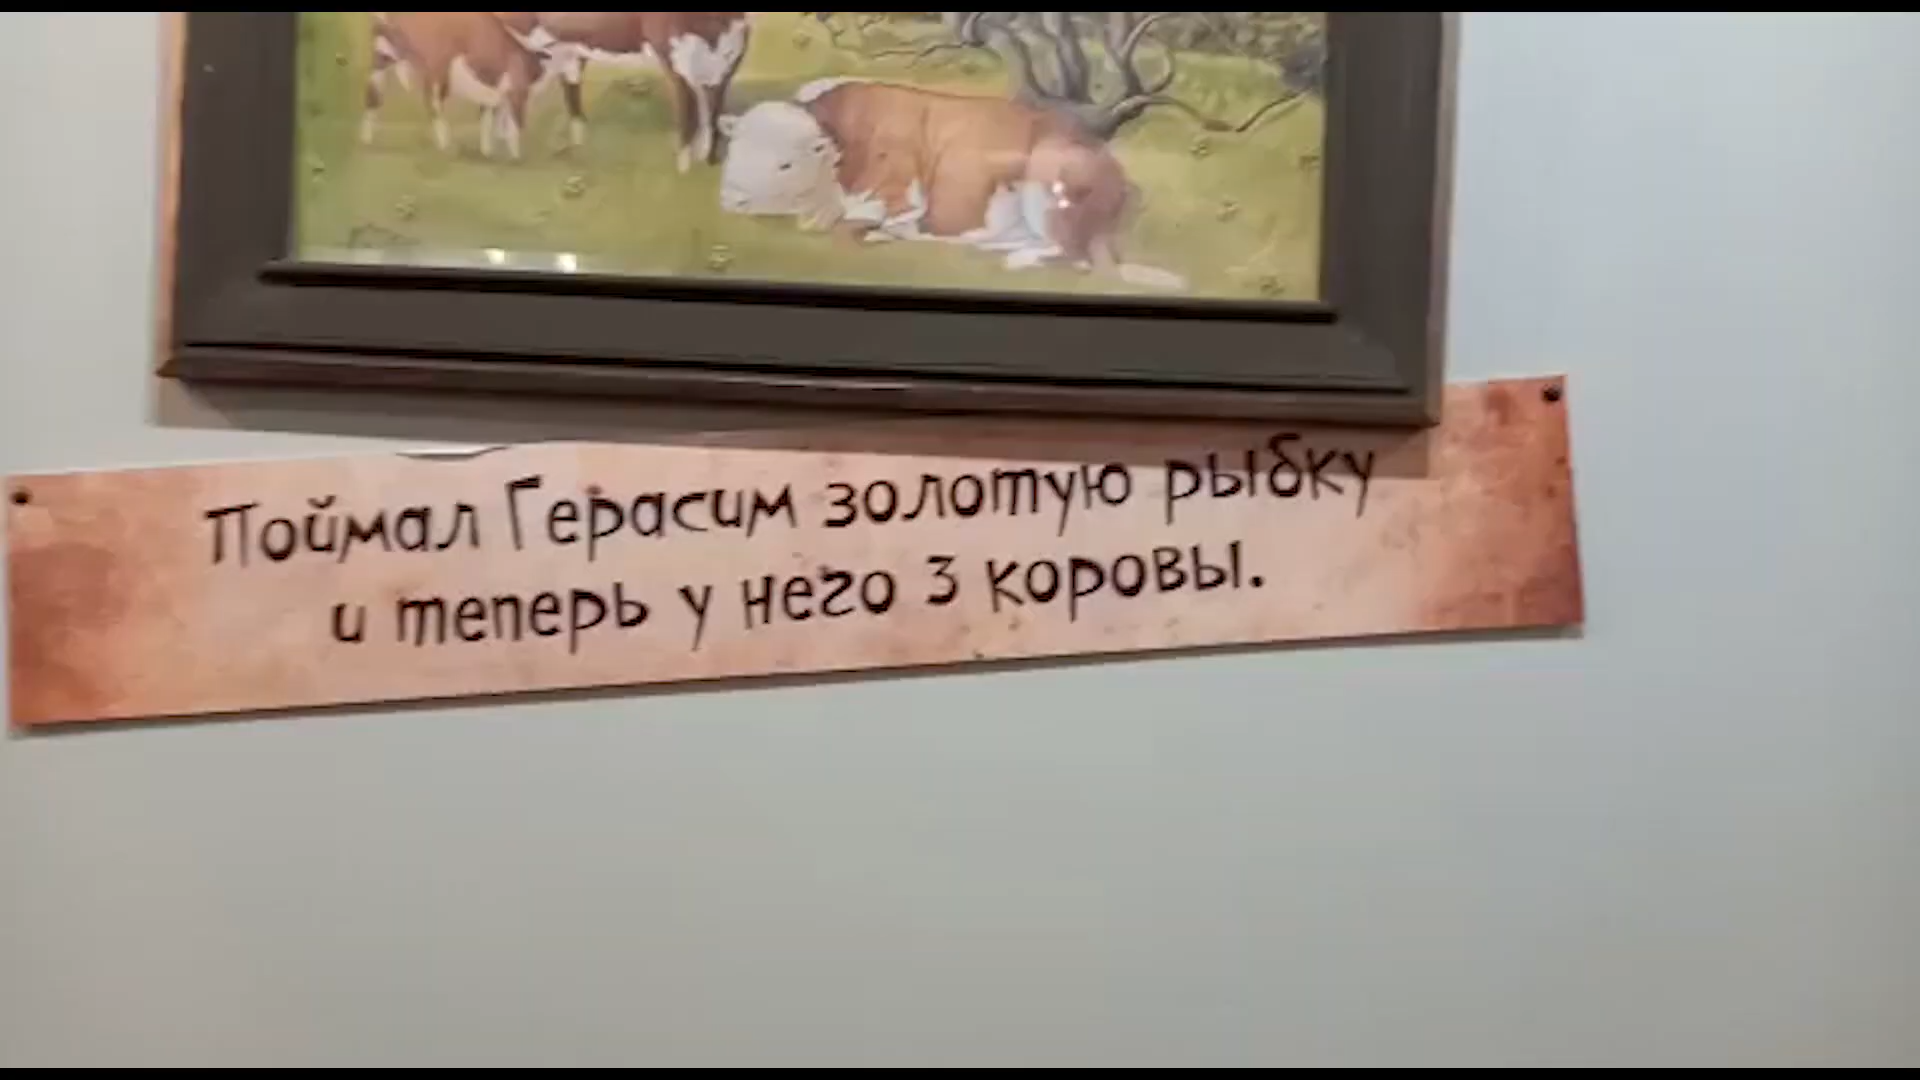 Поймал Герасим золотую рыбку
и теперь у него 3 коровы.